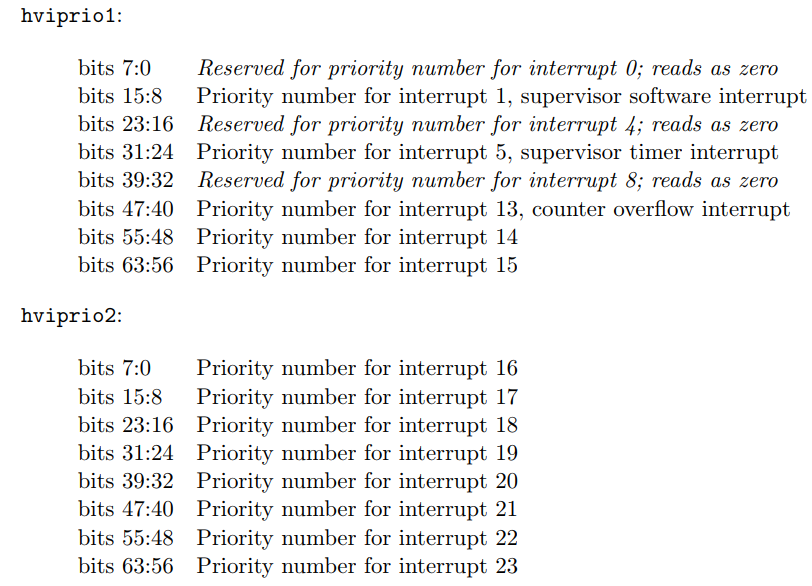 hviprio1:
bits 7:0 Reserved for priority number for interrupt 0; reads as zero
bits 15:8 Priority number for interrupt 1, supervisor software interrupt
bits 23:16 Reserved for priority number for interrupt 4; reads as zero
bits 31:24 Priority number for interrupt 5, supervisor timer interrupt
bits 39:32 Reserved for priority number for interrupt 8; reads as zero
bits 47:40 Priority number for interrupt 13, counter overflow interrupt
bits 55:48 Priority number for interrupt 14
bits 63:56 Priority number for interrupt 15
hviprio2:
bits 7:0 Priority number for interrupt 16
bits 15:8 Priority number for interrupt 17
bits 23:16 Priority number for interrupt 18
bits 31:24 Priority number for interrupt 19
bits 39:32 Priority number for interrupt 20
bits 47:40 Priority number for interrupt 21
bits 55:48 Priority number for interrupt 22
bits 63:56 Priority number for interrupt 23